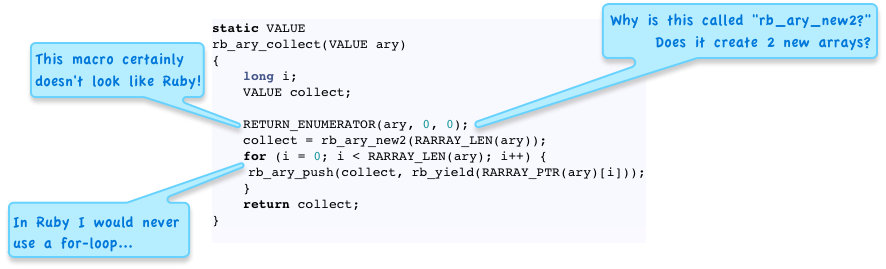 Why is this called "rb_ary_new2?"
Does it create 2 new arrays?
This macro certainly
doesn't look like Ruby!
static VALUE
rb_ary_collect(VALUE ary)
{
    long i;
    VALUE collect;

    RETURN_ENUMERATOR(ary, 0, 0);
    collect = rb_ary_new2(RARRAY_LEN(ary));
    for (i = 0; i < RARRAY_LEN(ary); i++) {
     rb_ary_push(collect, rb_yield(RARRAY_PTR(ary)[i]));
    }
    return collect;
}
In Ruby I would never
use a for-loop...